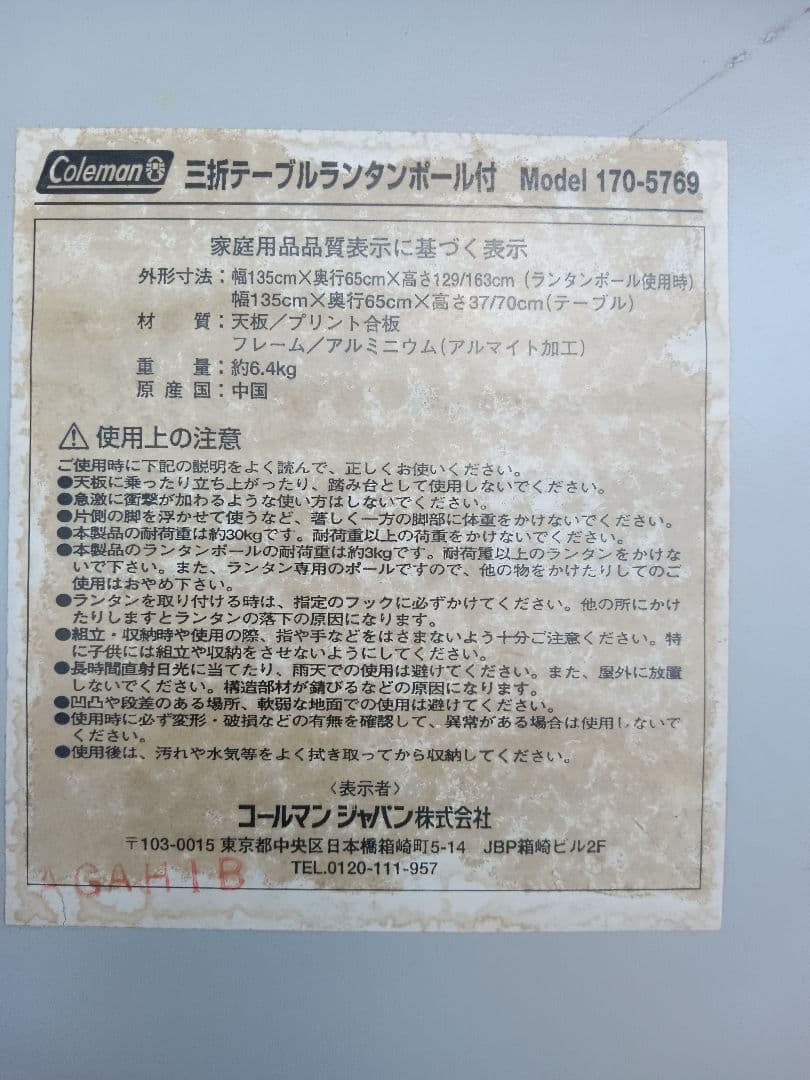 Coleman 三折テーブルランタンポール付 Model 170-5769
家庭用品品質表示に基づく表示
外形寸法：幅135cm×奥行65cm×高さ129/163cm（ランタンポール使用時）
幅135cm×奥行65cm×高さ37/70cm（テーブル）
材 質：天板／プリント合板
フレーム／アルミニウム（アルマイト加工）
重 量：約6.4kg
原産国：中国
⚠使用上の注意
ご使用時に下記の説明をよく読んで、正しくお使いください。
●天板に乗ったり立ち上がったり、踏み台として使用しないでください。
●急激に衝撃が加わるような使い方はしないでください。
●片側の脚を浮かせて使うなど、著しく一方の脚部に体重をかけないでください。
●本製品の耐荷重は約30kgです。耐荷重以上の荷重をかけないでください。
●本製品のランタンポールの耐荷重は約3kgです。耐荷重以上のランタンをかけな
いで下さい。また、ランタン専用のポールですので、他の物をかけたりしてのご
使用はおやめ下さい。
●ランタンを取り付ける時は、指定のフックに必ずかけてください。他の所にかけ
たりしますとランタンの落下の原因になります。
●組立・収納時や使用の際、指や手などをはさまないよう十分ご注意ください。特
に子供には組立や収納をさせないようにしてください。
●長時間直射日光に当てたり、雨天での使用は避けてください。また、屋外に放置
しないでください。構造部材が錆びるなどの原因になります。
●凹凸や段差のある場所、軟弱な地面での使用は避けてください。
●使用時に必ず変形・破損などの有無を確認して、異常がある場合は使用しないで
ください。
●使用後は、汚れや水気等をよく拭き取ってから収納してください。
〈表示者〉
コールマン ジャパン株式会社
〒103-0015 東京都中央区日本橋箱崎町5-14 JBP箱崎ビル2F
TEL.0120-111-957
AGAH1B